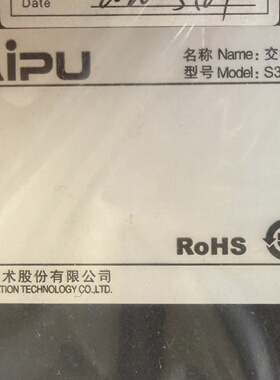 Date
AIPU
名称 Name: 交
型号 Model: S3
RoHS
术股份有限公司
ATION TECHNOLOGY CO.,LTD.